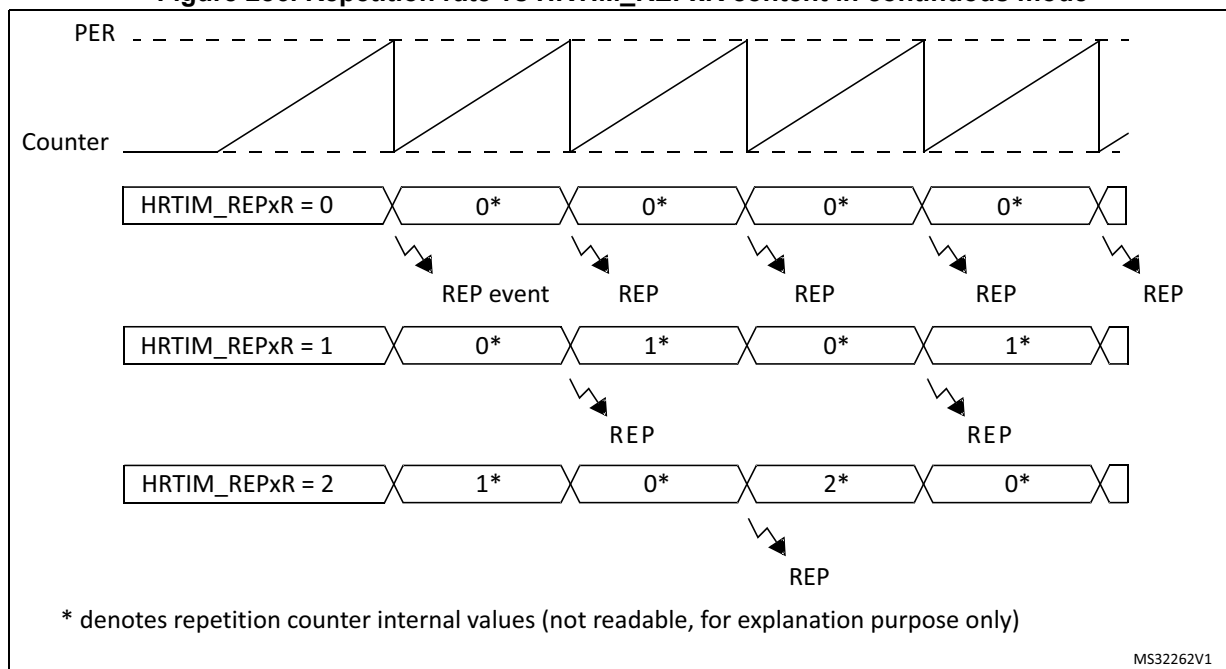 PER
Counter
HRTIM_REPxR = 0 0* 0* 0* 0*
REP event REP REP REP REP
HRTIM_REPxR = 1 0* 1* 0* 1*
REP REP
HRTIM_REPxR = 2 1* 0* 2* 0*
REP
* denotes repetition counter internal values (not readable, for explanation purpose only)
MS32262V1